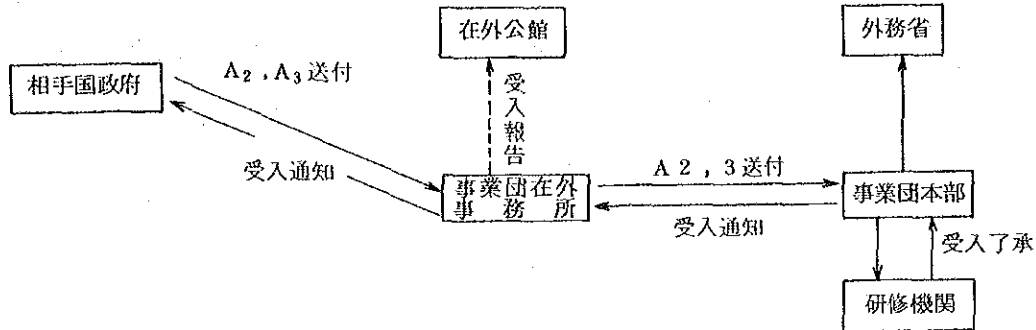 在外公館
外務省
相手国政府
A2,A3送付
受入報告
受入通知
事業団在外
事務所
A2,3送付
受入通知
事業団本部
受入了承
研修機関